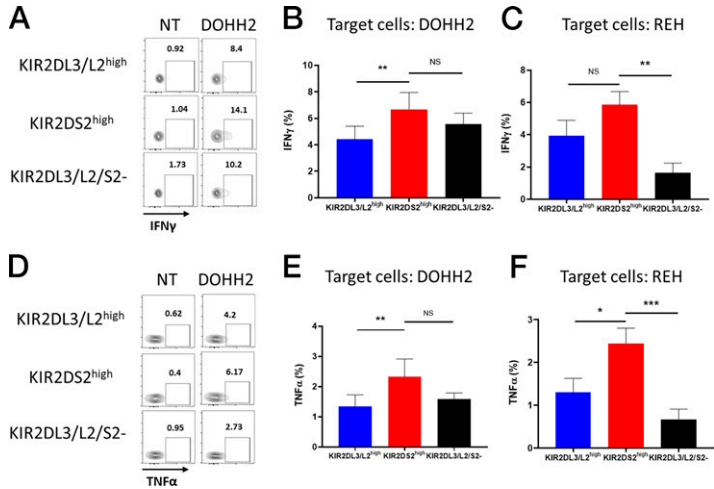 A
NT DOHH2
KIR2DL3/L2high
0.92 8.4
KIR2DS2high
1.04 14.1
KIR2DL3/L2/S2-
1.73 10.2
IFNγ
B
Target cells: DOHH2
IFNγ (%)
10
8
6
4
2
0
**
NS
KIR2DL3/L2high KIR2DS2high KIR2DL3/L2/S2-
C
Target cells: REH
IFNγ (%)
8
6
4
2
0
NS
**
KIR2DL3/L2high KIR2DS2high KIR2DL3/L2/S2-
D
NT DOHH2
KIR2DL3/L2high
0.62 4.2
KIR2DS2high
0.4 6.17
KIR2DL3/L2/S2-
0.95 2.73
TNFα
E
Target cells: DOHH2
TNFα (%)
4
3
2
1
0
**
NS
KIR2DL3/L2high KIR2DS2high KIR2DL3/L2/S2-
F
Target cells: REH
TNFα (%)
3
2
1
0
*
***
KIR2DL3/L2high KIR2DS2high KIR2DL3/L2/S2-